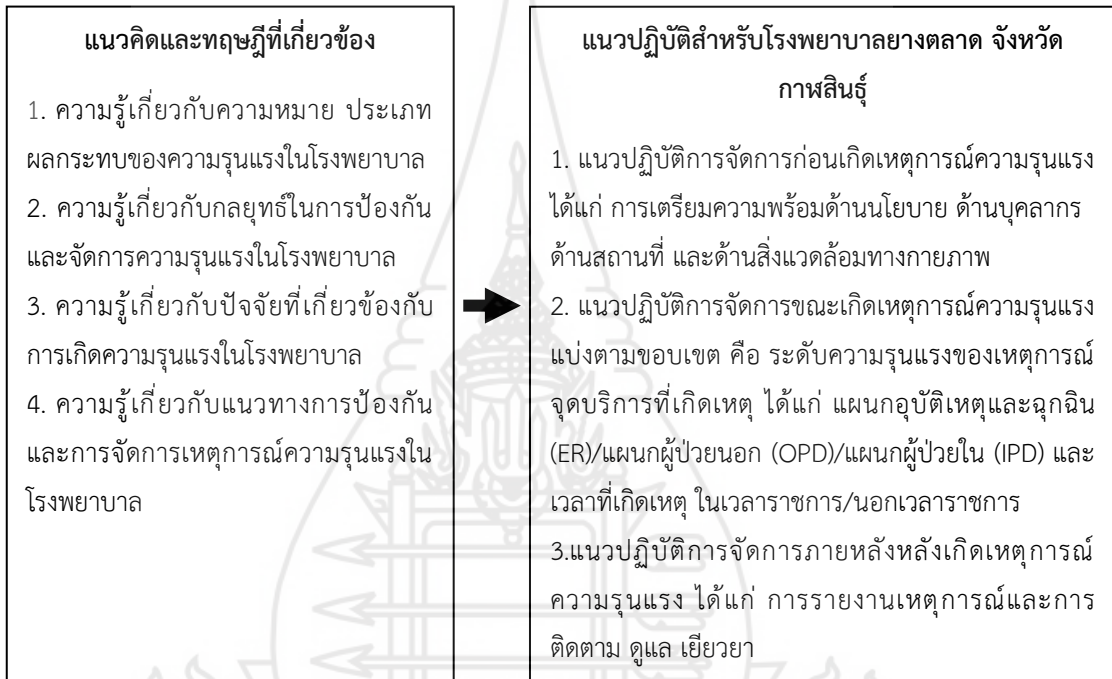 แนวคิดและทฤษฎีที่เกี่ยวข้อง
1. ความรู้เกี่ยวกับความหมาย ประเภท
ผลกระทบของความรุนแรงในโรงพยาบาล
2. ความรู้เกี่ยวกับกลยุทธ์ในการป้องกัน
และจัดการความรุนแรงในโรงพยาบาล
3. ความรู้เกี่ยวกับปัจจัยที่เกี่ยวข้องกับ
การเกิดความรุนแรงในโรงพยาบาล
4. ความรู้เกี่ยวกับแนวทางการป้องกัน
และการจัดการเหตุการณ์ความรุนแรงใน
โรงพยาบาล
แนวปฏิบัติสำหรับโรงพยาบาลยางตลาด จังหวัด
กาฬสินธุ์
1. แนวปฏิบัติการจัดการก่อนเกิดเหตุการณ์ความรุนแรง
ได้แก่ การเตรียมความพร้อมด้านนโยบาย ด้านบุคลากร
ด้านสถานที่ และด้านสิ่งแวดล้อมทางกายภาพ
2. แนวปฏิบัติการจัดการขณะเกิดเหตุการณ์ความรุนแรง
แบ่งตามขอบเขต คือ ระดับความรุนแรงของเหตุการณ์
จุดบริการที่เกิดเหตุ ได้แก่ แผนกอุบัติเหตุและฉุกฉิน
(ER)/แผนกผู้ป่วยนอก (OPD)/แผนกผู้ป่วยใน (IPD) และ
เวลาที่เกิดเหตุ ในเวลาราชการ/นอกเวลาราชการ
3.แนวปฏิบัติการจัดการภายหลังหลังเกิดเหตุการณ์
ความรุนแรง ได้แก่ การรายงานเหตุการณ์และการ
ติดตาม ดูแล เยียวยา